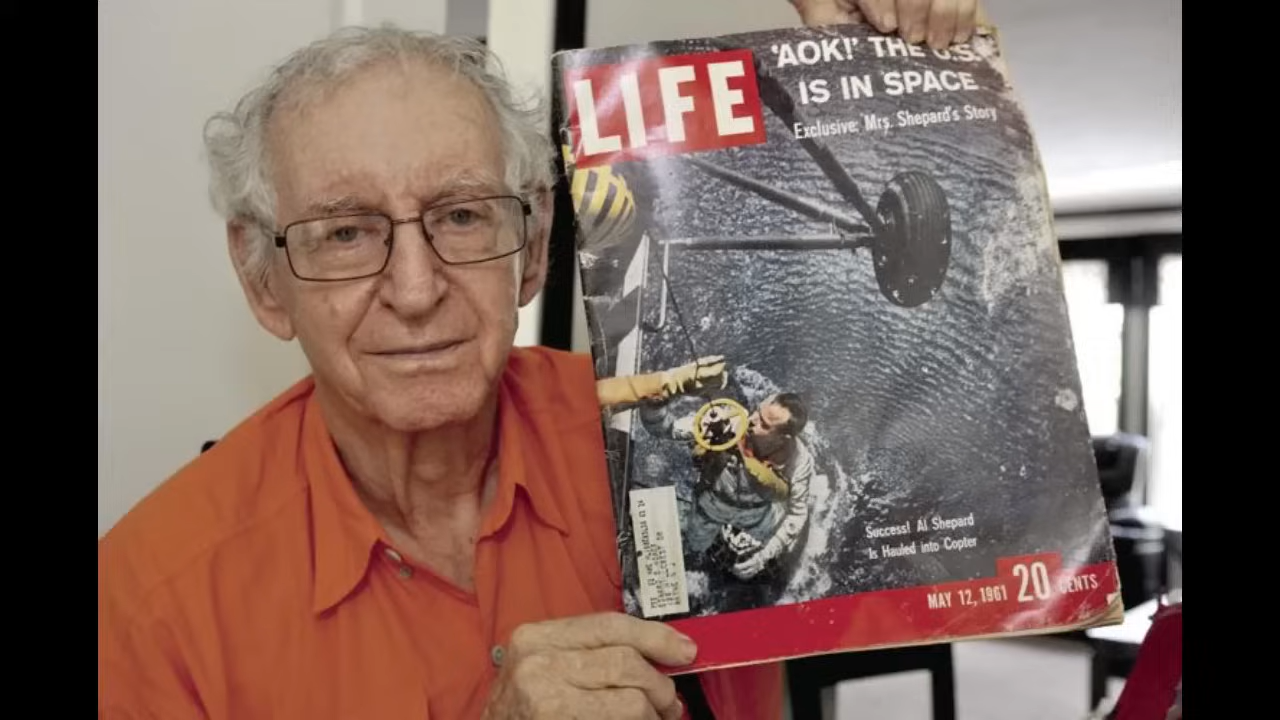 LIFE
'AOK!' THE U.S.
IS IN SPACE
Exclusive: Mrs. Shepard's Story
Success! Al Shepard
Is Hauled into Copter
MAY 12, 1961 20 CENTS